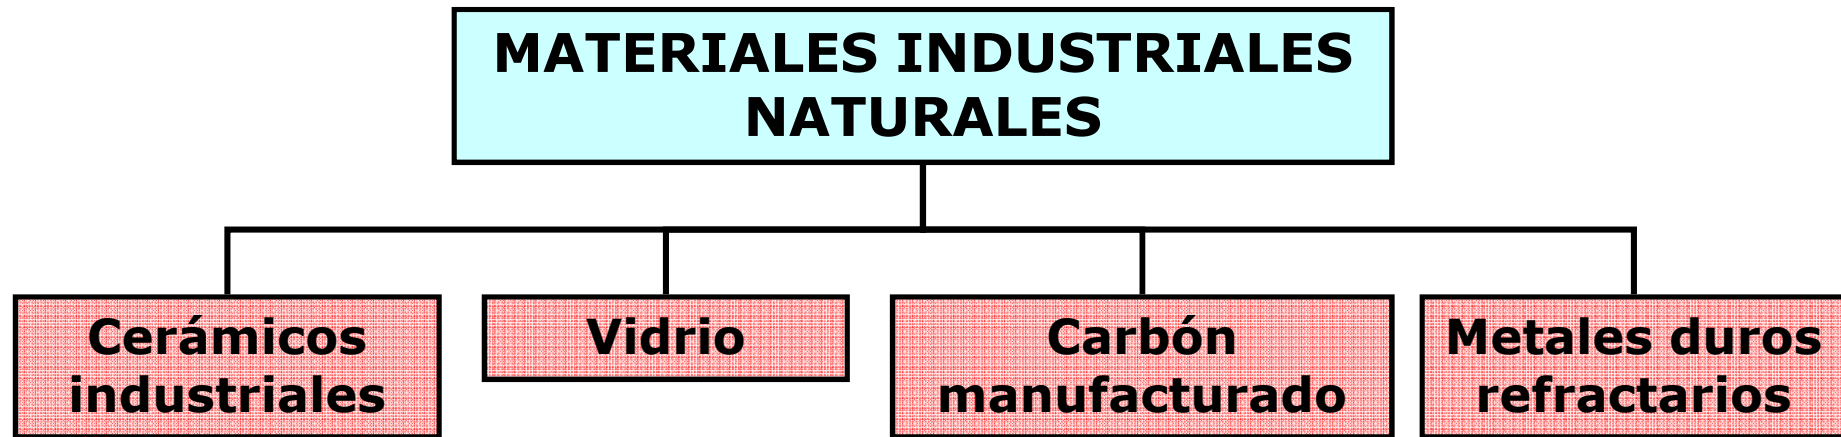 MATERIALES INDUSTRIALES
NATURALES
Cerámicos
industriales
Vidrio
Carbón
manufacturado
Metales duros
refractarios